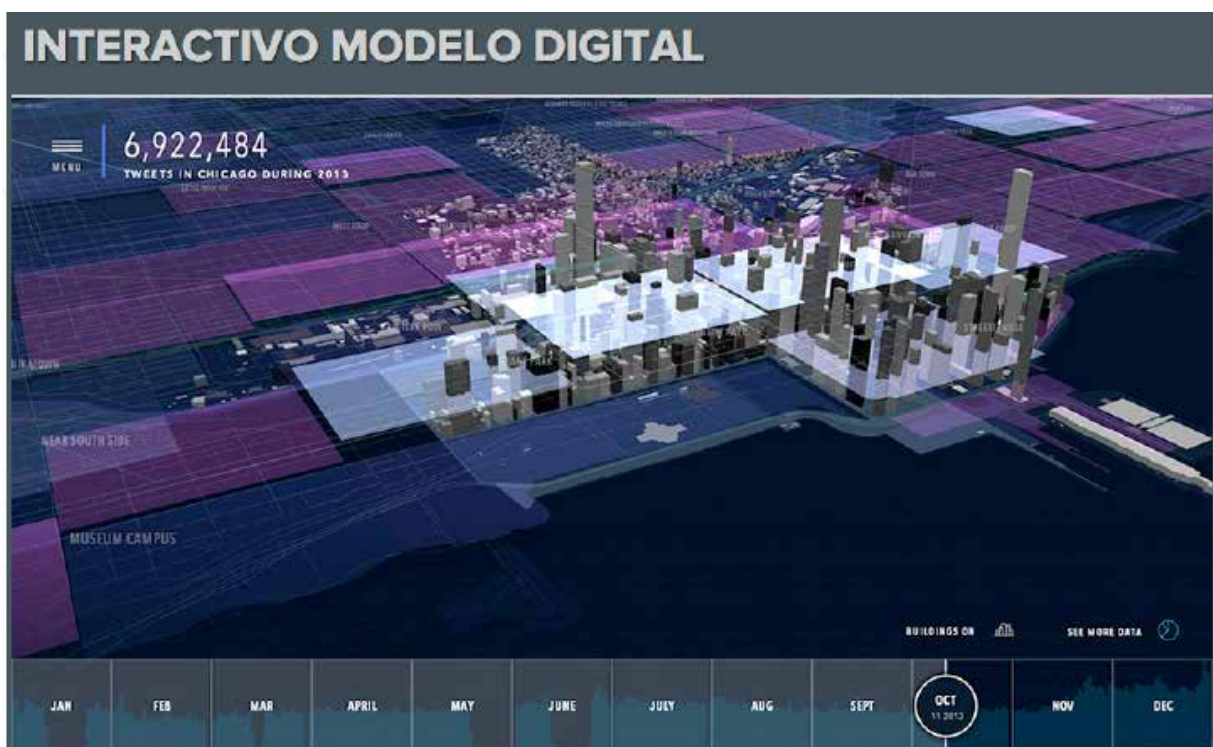 INTERACTIVO MODELO DIGITAL
MENU
6,922,484
TWEETS IN CHICAGO DURING 2013
NEAR SOUTH SIDE
MUSEUM CAMPUS
BUILDINGS ON
SEE MORE DATA
JAN
FEB
MAR
APRIL
MAY
JUNE
JULY
AUG
SEPT
OCT
11 2013
NOV
DEC